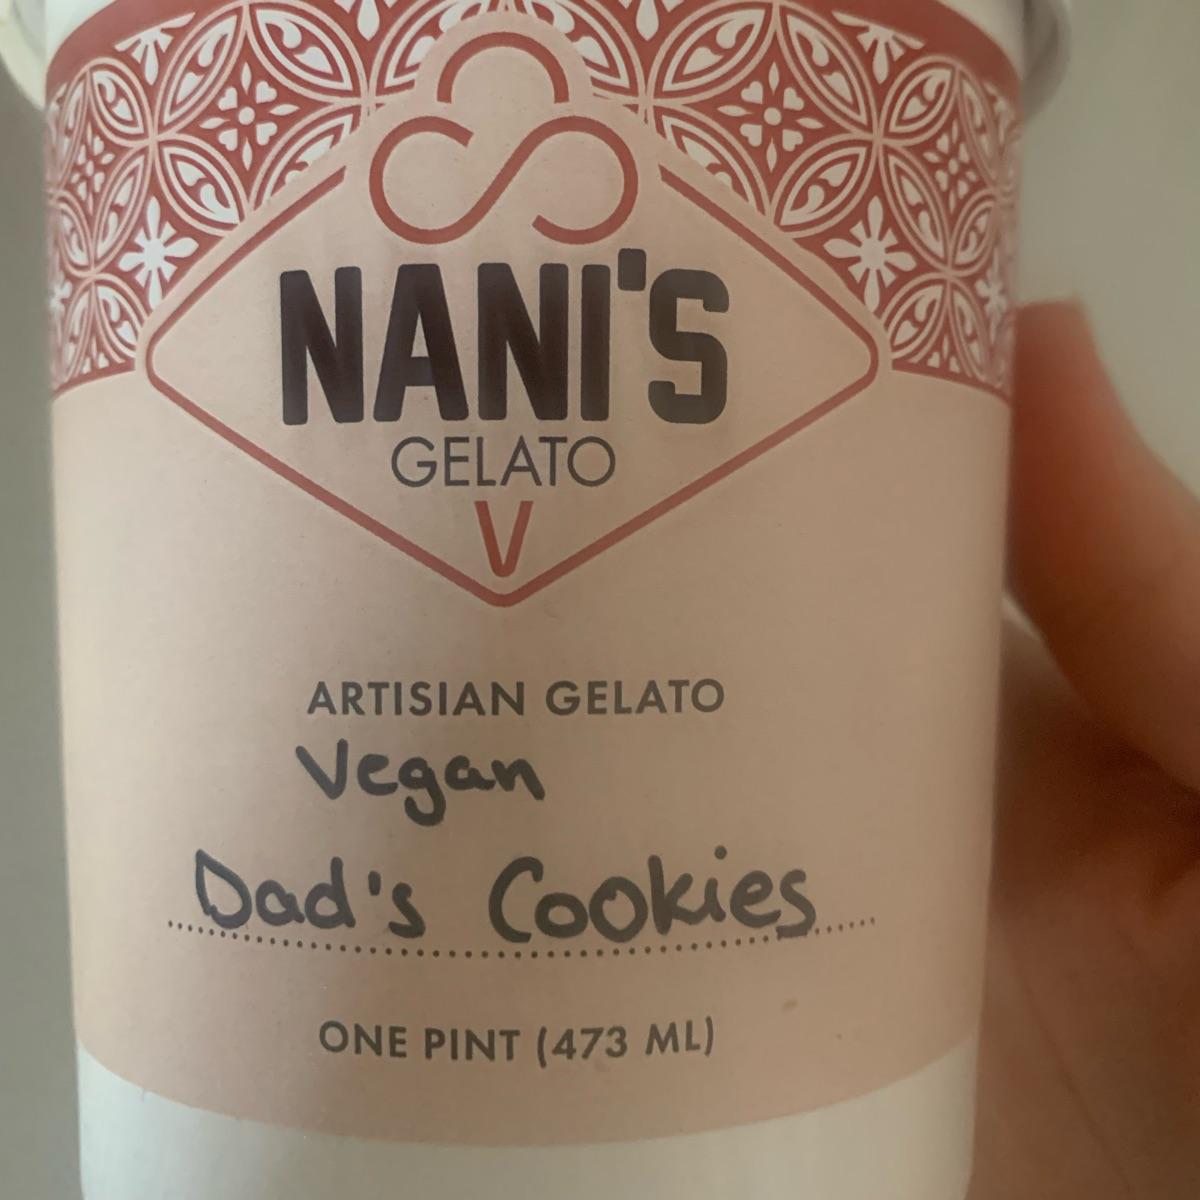 NANI'S
GELATO
V
ARTISIAN GELATO
Vegan
Dad's Cookies
ONE PINT (473 ML)